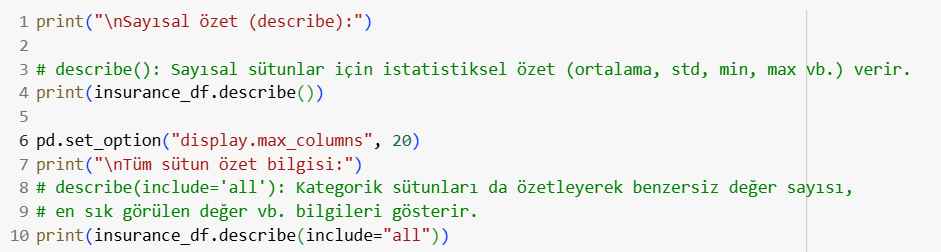 1 print("\nSayısal özet (describe):")
2
3 # describe(): Sayısal sütunlar için istatistiksel özet (ortalama, std, min, max vb.) verir.
4 print(insurance_df.describe())
5
6 pd.set_option("display.max_columns", 20)
7 print("\nTüm sütun özet bilgisi:")
8 # describe(include='all'): Kategorik sütunları da özetleyerek benzersiz değer sayısı,
9 # en sık görülen değer vb. bilgileri gösterir.
10 print(insurance_df.describe(include="all"))